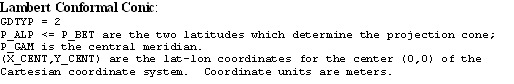 Lambert Conformal Conic:
GDTYP = 2
P_ALP <= P_BET are the two latitudes which determine the projection cone;
P_GAM is the central meridian.
(X_CENT,Y_CENT) are the lat-lon coordinates for the center (0,0) of the
Cartesian coordinate system.  Coordinate units are meters.